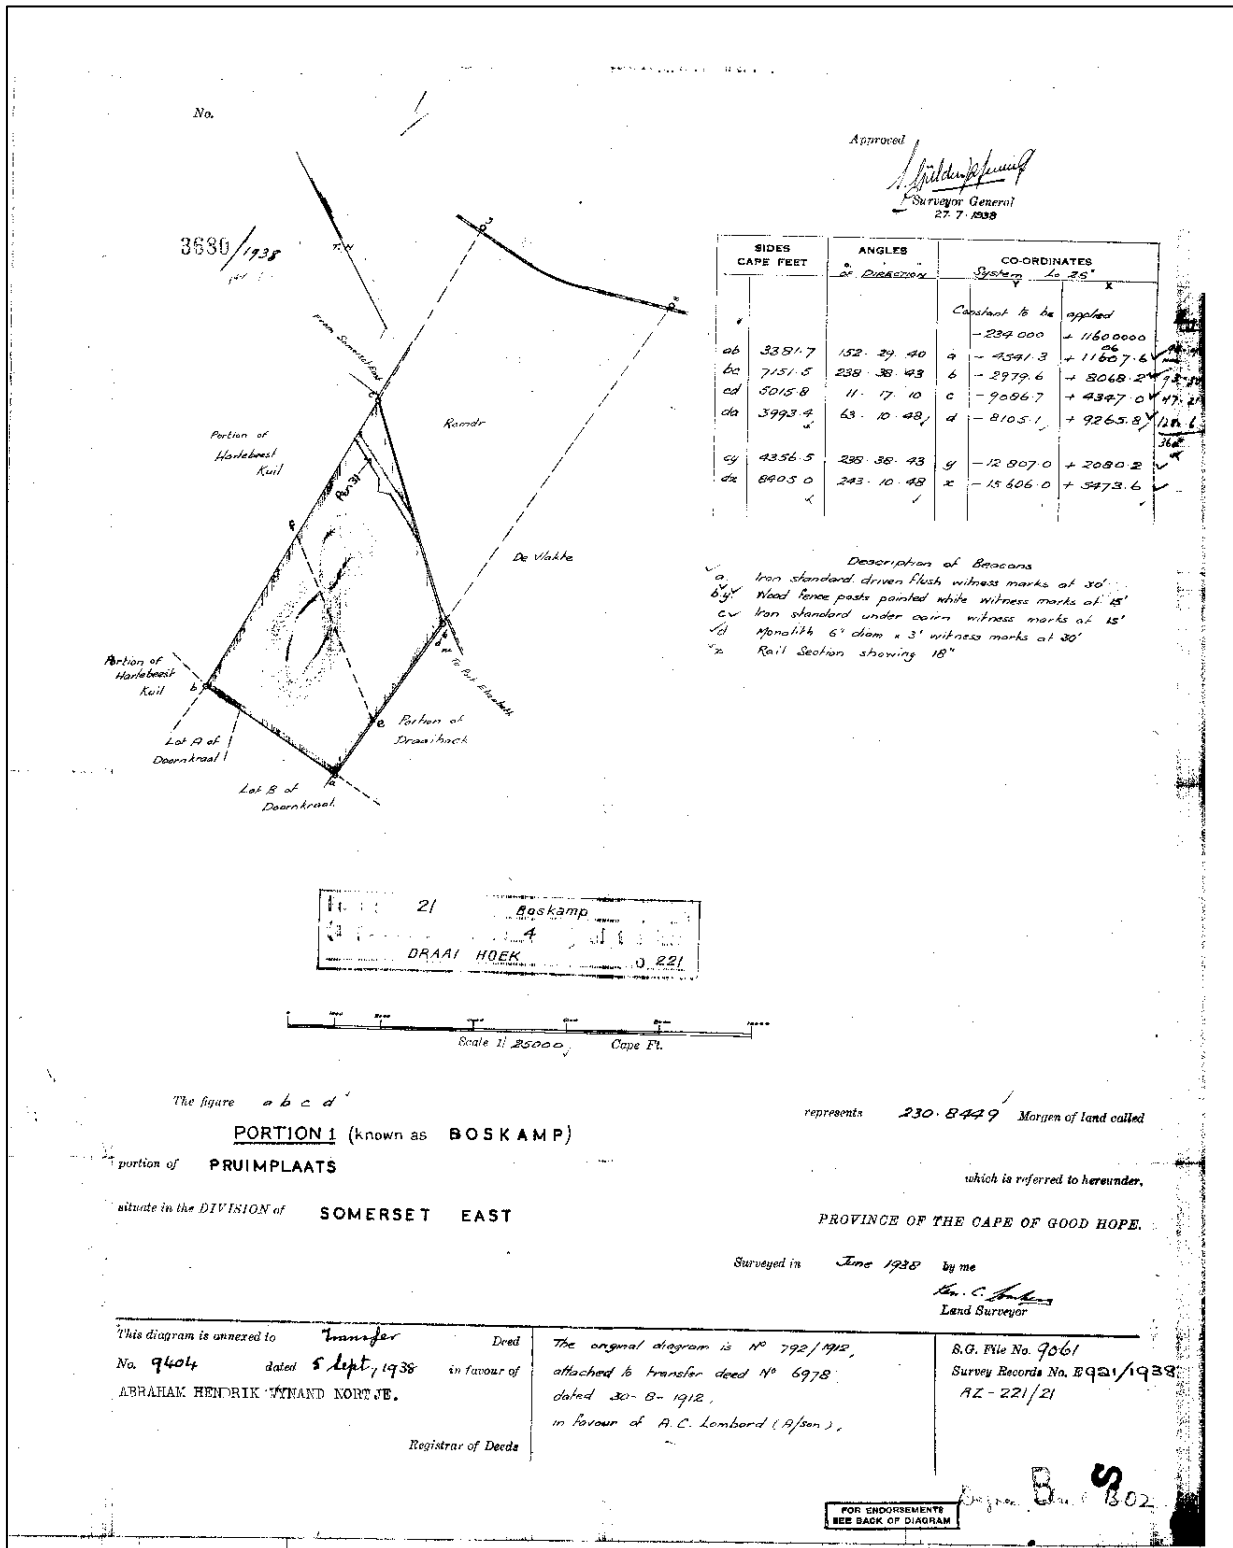 No.
Approved
Surveyor General
27.7.1938
3680/1938
T.N
y
x
From Somerset East
c
Remdr
Portion of
Hartebeest
Kuil
Ptn 31
f
De Vlakte
d
To Port Elizabeth
Portion of
Hartebeest
Kuil
b
e
Portion of
Draaihoek
Lot A of
Doornkraal
a
Lot B of
Doornkraal
SIDES
CAPE FEET
ANGLES
OF DIRECTION
CO-ORDINATES
System Lo 25°
Y X
Constant to be applied
-234 000 + 11600000
ab 3381.7 152. 29. 40 a - 4541.3 + 11607.6
bc 7151.5 238. 38. 43 b - 2979.6 + 8068.2
cd 5015.8 11. 17. 10 c - 9086.7 + 4347.0
da 3993.4 63. 10. 48 d - 8105.1 + 9265.8
cy 4356.5 238. 38. 43 y - 12 807.0 + 2080.2
dx 8405.0 243. 10. 48 x - 15 606.0 + 5473.6
Description of Beacons
a Iron standard driven flush witness marks at 30'
b,y Wood fence posts painted white witness marks at 15'
c Iron standard under cairn witness marks at 15'
d Monolith 6" diam x 3' witness marks at 30'
x Rail Section showing 18"
21 Boskamp
4
DRAAI HOEK 221
Scale 1: 25000 Cape Ft.
The figure a b c d
represents 230.8449 Morgen of land called
PORTION 1 (known as BOSKAMP)
portion of PRUIMPLAATS
which is referred to hereunder,
situate in the DIVISION of SOMERSET EAST
PROVINCE OF THE CAPE OF GOOD HOPE.
Surveyed in June 1938 by me
Land Surveyor
This diagram is annexed to Transfer Deed
No. 9404 dated 5 Sept, 1938 in favour of
ABRAHAM HENDRIK WYNAND NORTJE.
Registrar of Deeds
The original diagram is No 792/1912,
attached to transfer deed No 6978
dated 30-8-1912,
in favour of A.C. Lombard (A/son),
S.G. File No. 9061
Survey Records No. E921/1938
AZ-221/21
FOR ENDORSEMENTS
SEE BACK OF DIAGRAM